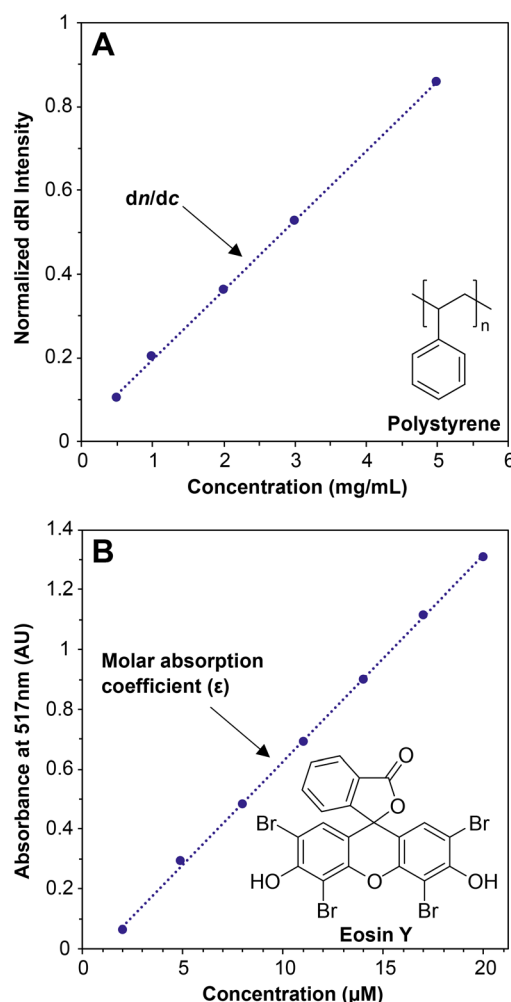 A
1
0.8
0.6
0.4
0.2
0
Normalized dRI Intensity
dn/dc
n
Polystyrene
0 1 2 3 4 5 6
Concentration (mg/mL)
B
1.4
1.2
1
0.8
0.6
0.4
0.2
0
Absorbance at 517nm (AU)
Molar absorption
coefficient (ε)
O
O
Br
Br
HO
O
OH
Br
Br
Eosin Y
0 5 10 15 20
Concentration (µM)